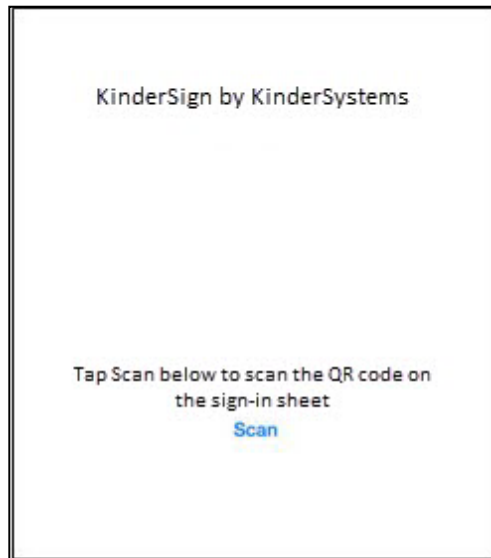 KinderSign by KinderSystems
Tap Scan below to scan the QR code on
the sign-in sheet
Scan